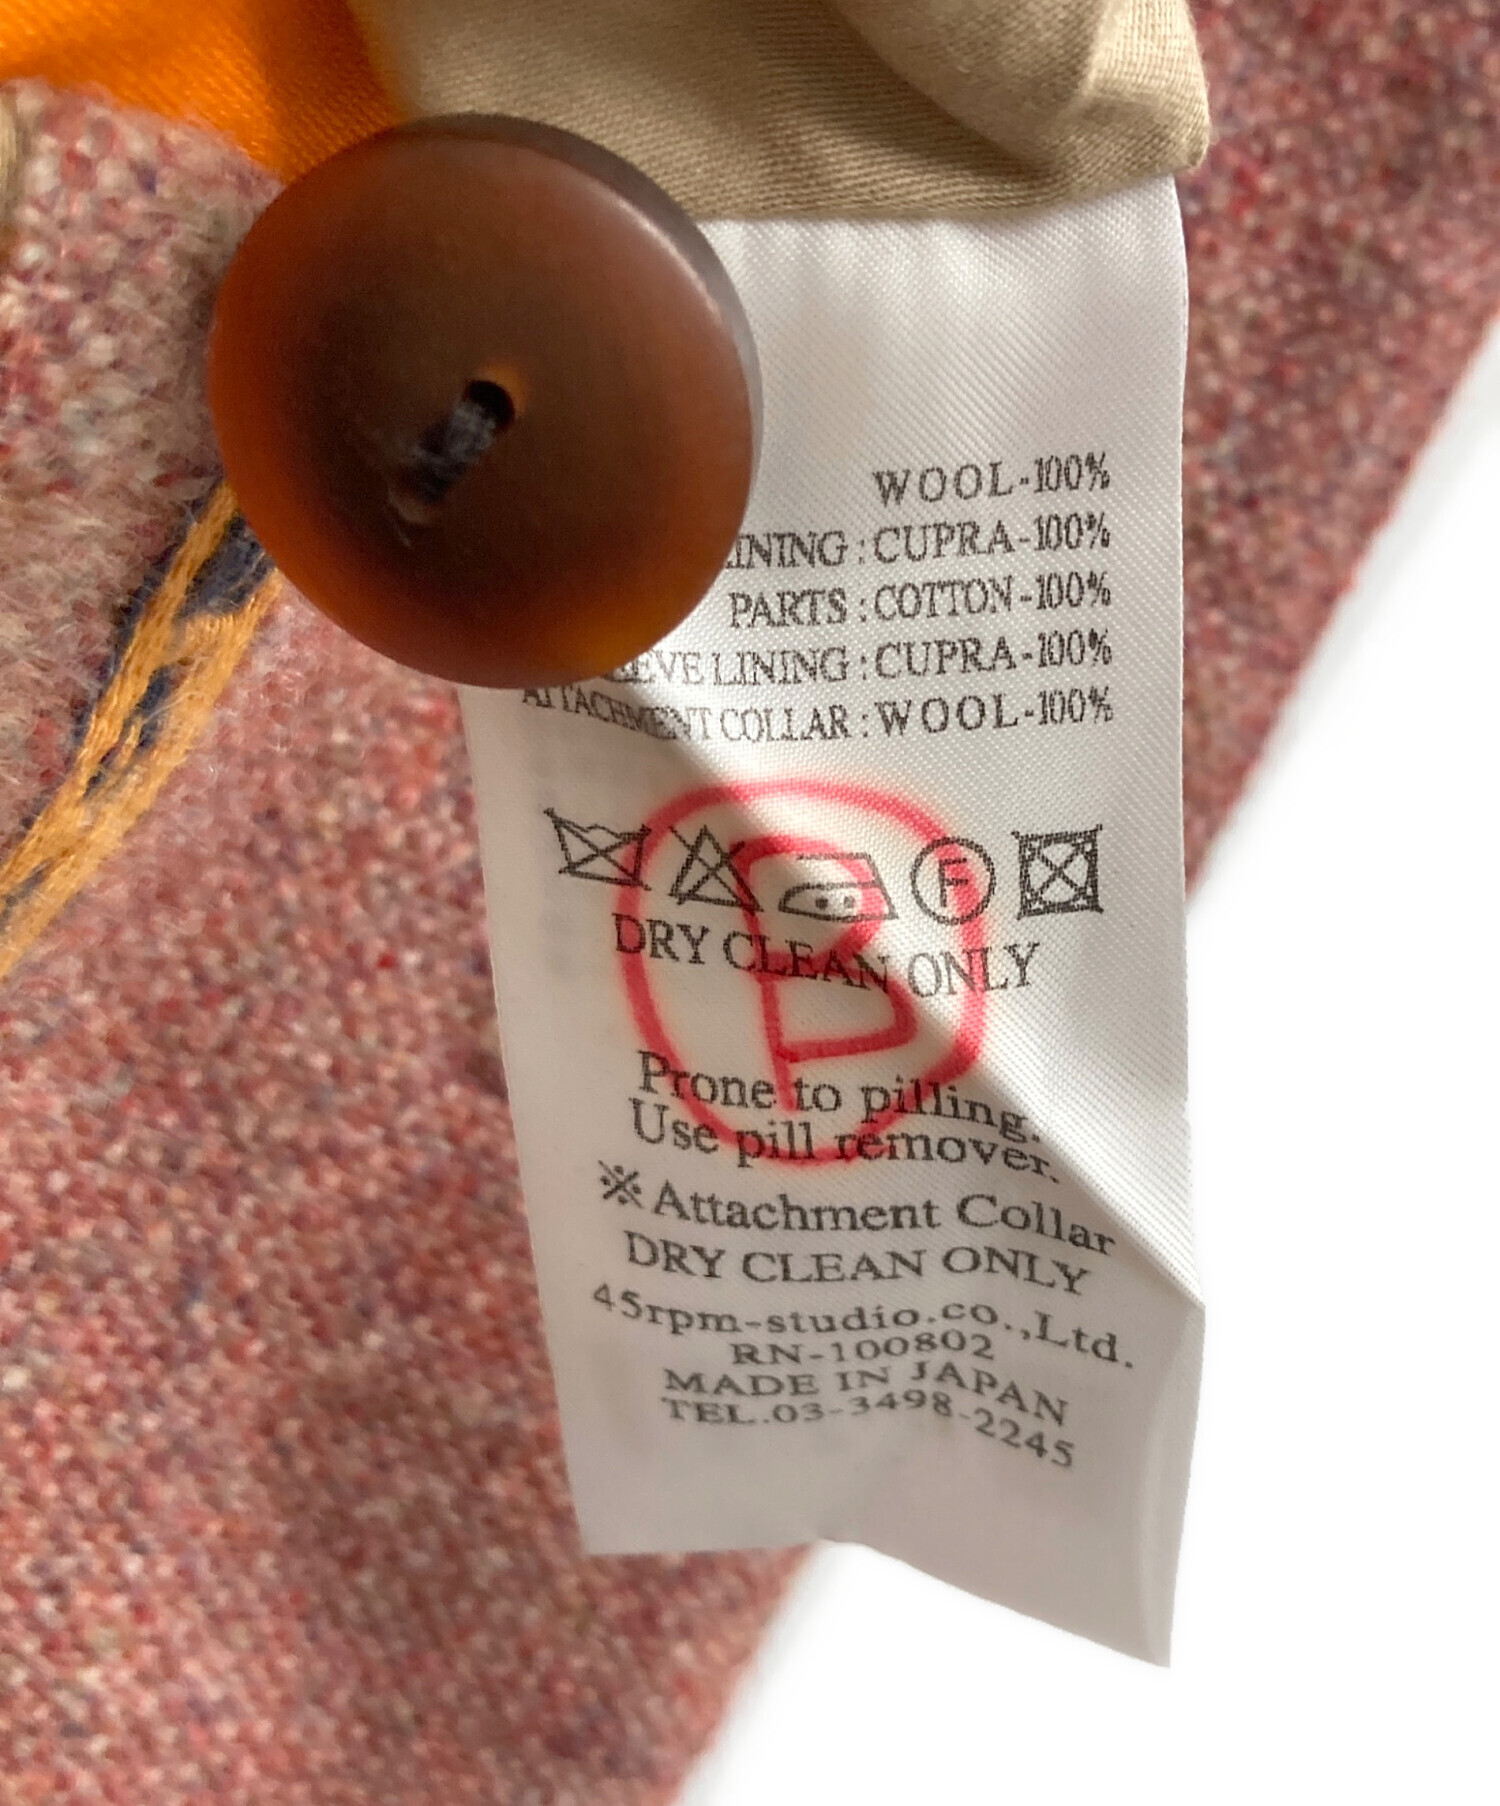 WOOL-100%
LINING : CUPRA-100%
PARTS : COTTON-100%
LINING : CUPRA-100%
ATTACHMENT COLLAR : WOOL-100%
F
B
DRY CLEAN ONLY
Prone to pilling.
Use pill remover.
※Attachment Collar
DRY CLEAN ONLY
45rpm-studio.co.,Ltd.
RN-100802
MADE IN JAPAN
TEL.03-3498-2245